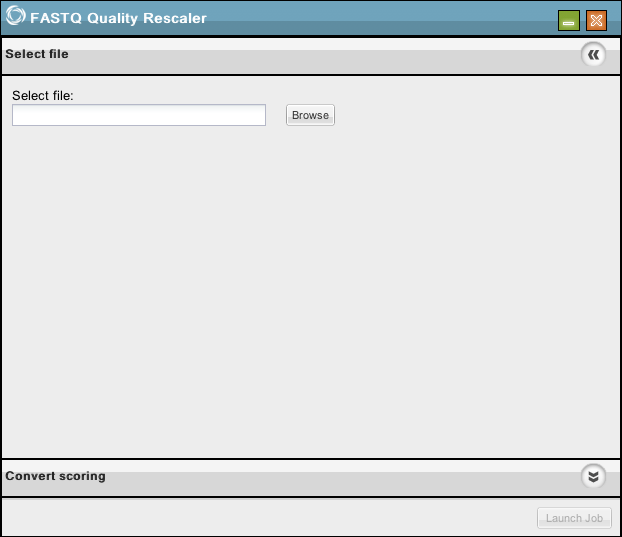 FASTQ Quality Rescaler
Select file
Select file:
Browse
Convert scoring
Launch Job